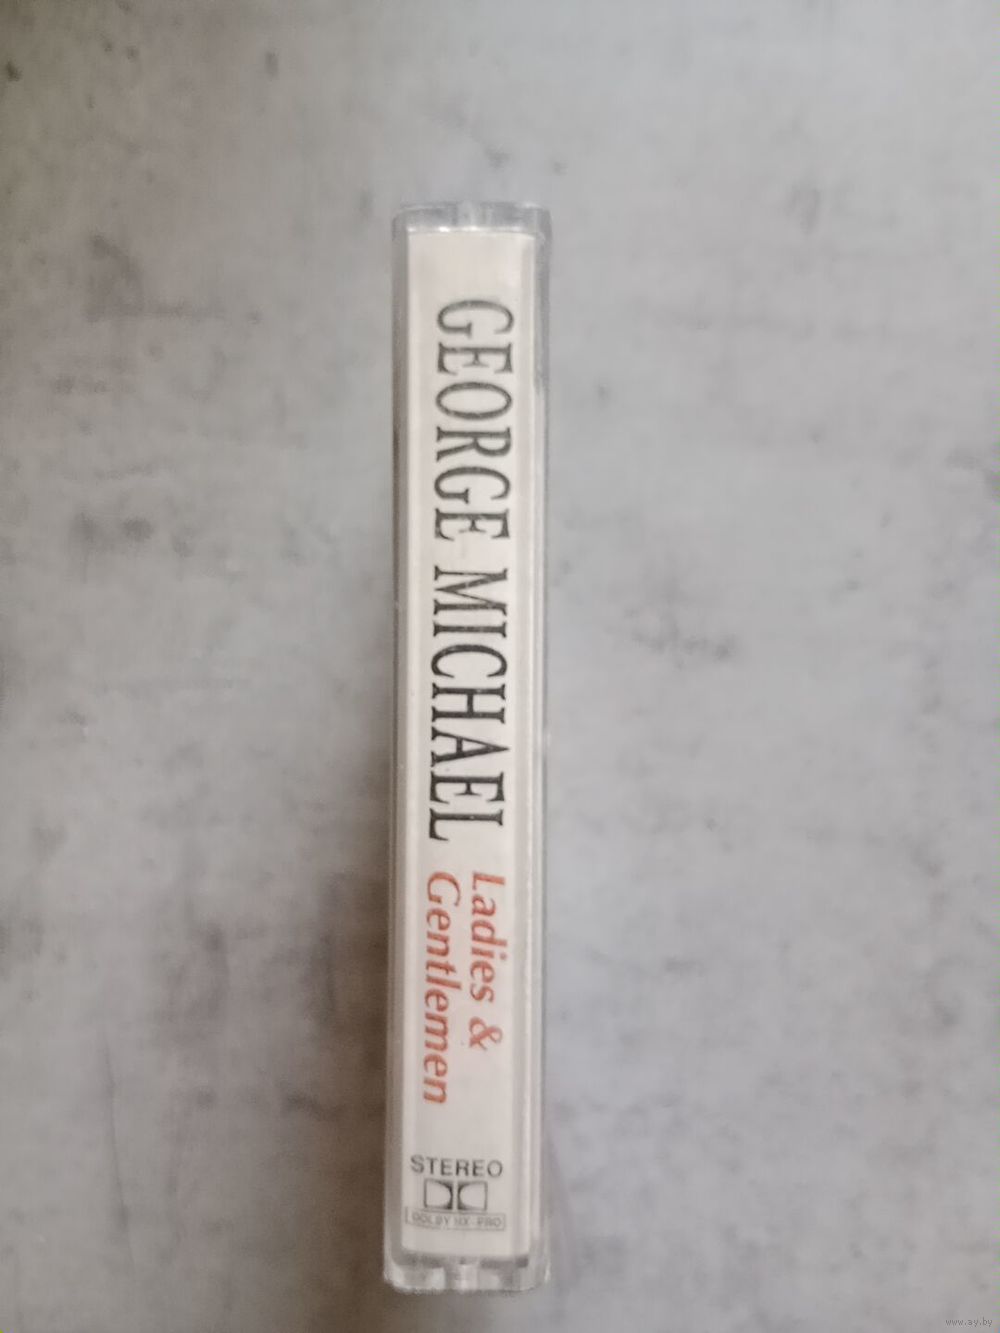 GEORGE MICHAEL
Ladies &
Gentlemen
STEREO
DOLBY HX-PRO
www.ay.by